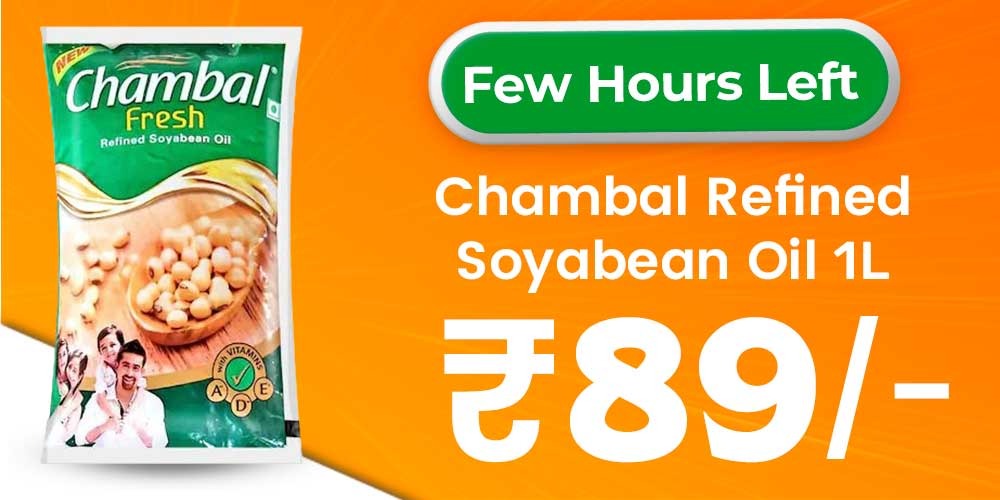 NEW
Chambal
Fresh
Refined Soyabean Oil
with VITAMINS
A D E
Few Hours Left
Chambal Refined
Soyabean Oil 1L
₹89/-